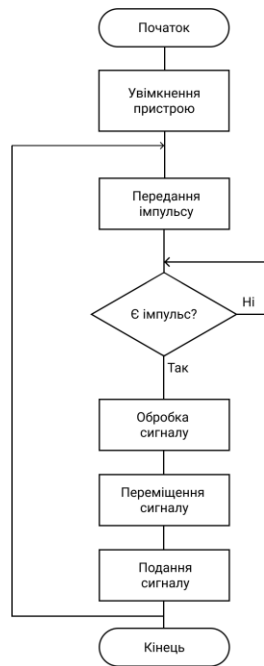 Початок
Увімкнення
пристрою
Передання
імпульсу
Є імпульс?
Ні
Так
Обробка
сигналу
Переміщення
сигналу
Подання
сигналу
Кінець